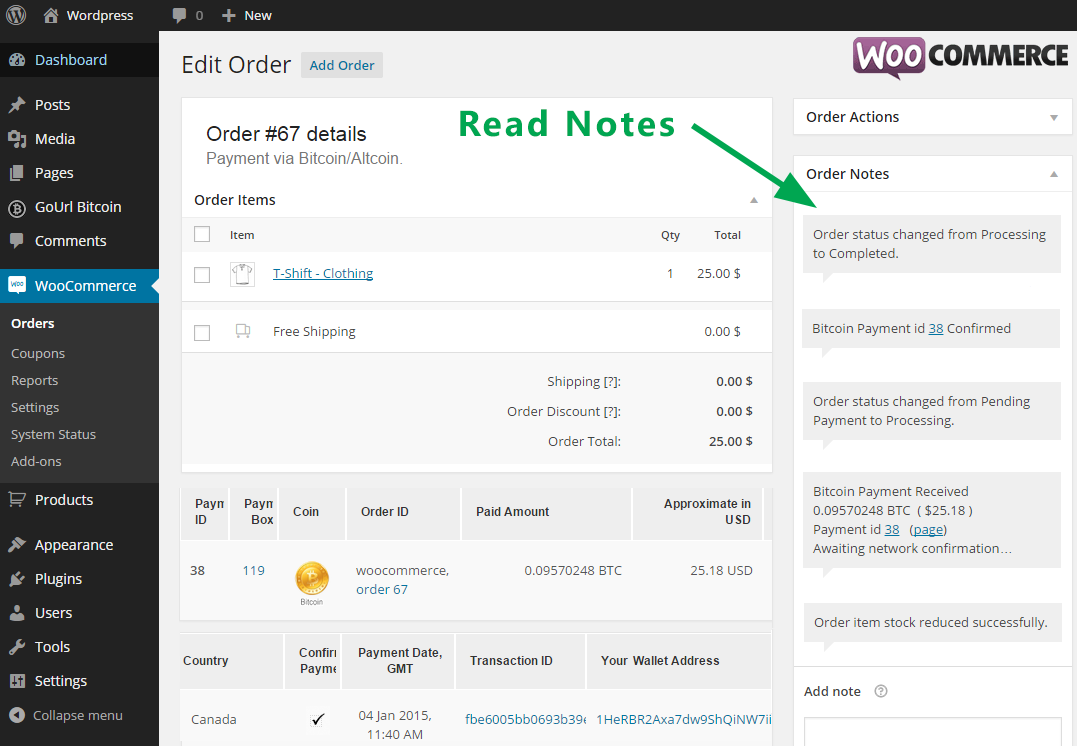 Wordpress 0 New
Dashboard
Posts
Media
Pages
GoUrl Bitcoin
Comments
WOO WooCommerce
Orders
Coupons
Reports
Settings
System Status
Add-ons
Products
Appearance
Plugins
Users
Tools
Settings
Collapse menu
Edit Order Add Order
WOO COMMERCE
Read Notes
Order #67 details
Payment via Bitcoin/Altcoin.
Order Items
Item Qty Total
T-Shift - Clothing 1 25.00 $
Free Shipping 0.00 $
Shipping [?]: 0.00 $
Order Discount [?]: 0.00 $
Order Total: 25.00 $
Paym Paym Coin Order ID Paid Amount Approximate in
ID Box USD
38 119 woocommerce, 0.09570248 BTC 25.18 USD
order 67
Bitcoin
Country Confir Payment Date, Transaction ID Your Wallet Address
Payme GMT
Canada 04 Jan 2015, fbe6005bb0693b39e 1HeRBR2Axa7dw9ShQiNW7ii
11:40 AM
Order Actions
Order Notes
Order status changed from Processing
to Completed.
Bitcoin Payment id 38 Confirmed
Order status changed from Pending
Payment to Processing.
Bitcoin Payment Received
0.09570248 BTC ( $25.18 )
Payment id 38 (page)
Awaiting network confirmation...
Order item stock reduced successfully.
Add note ?